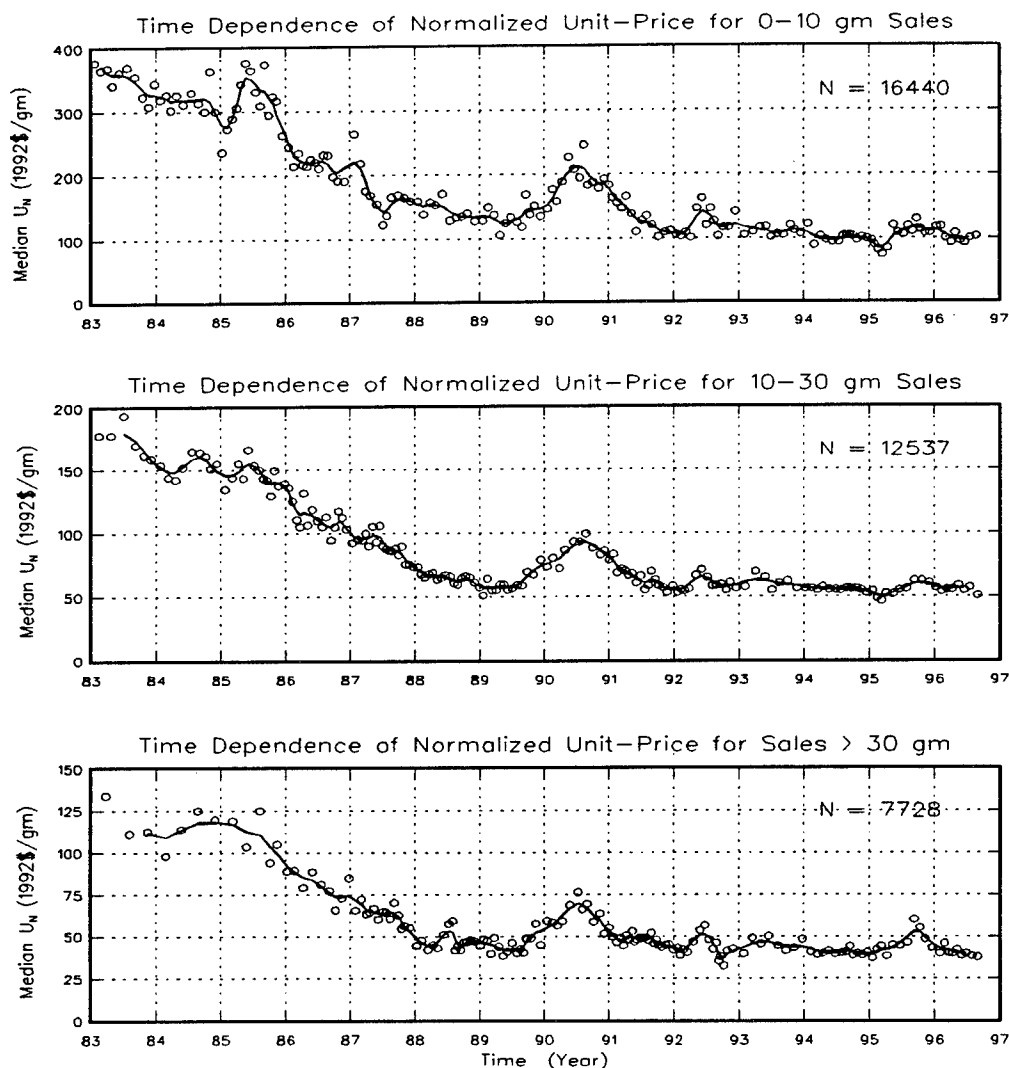 Time Dependence of Normalized Unit-Price for 0-10 gm Sales
400
300
200
100
0
Median U_N (1992$/gm)
N = 16440
83 84 85 86 87 88 89 90 91 92 93 94 95 96 97
Time Dependence of Normalized Unit-Price for 10-30 gm Sales
200
150
100
50
0
Median U_N (1992$/gm)
N = 12537
83 84 85 86 87 88 89 90 91 92 93 94 95 96 97
Time Dependence of Normalized Unit-Price for Sales > 30 gm
150
125
100
75
50
25
0
Median U_N (1992$/gm)
N = 7728
83 84 85 86 87 88 89 90 91 92 93 94 95 96 97
Time (Year)